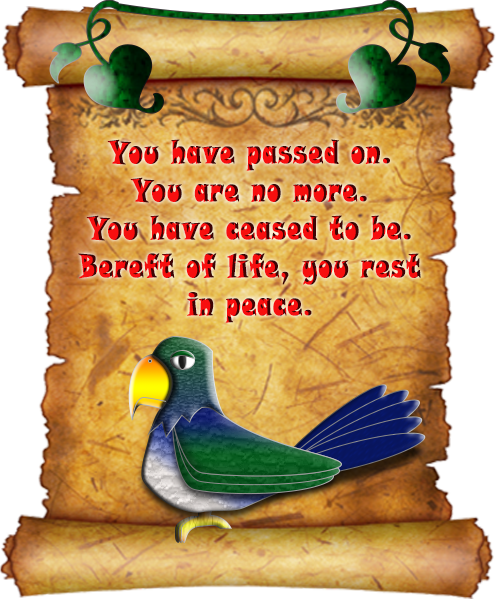 You have passed on.
You are no more.
You have ceased to be.
Bereft of life, you rest
in peace.